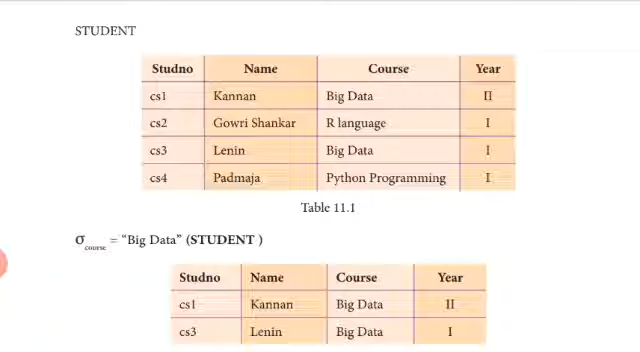 STUDENT
Studno Name Course Year
cs1 Kannan Big Data II
cs2 Gowri Shankar R language I
cs3 Lenin Big Data I
cs4 Padmaja Python Programming I
Table 11.1
σcourse = “Big Data” (STUDENT )
Studno Name Course Year
cs1 Kannan Big Data II
cs3 Lenin Big Data I